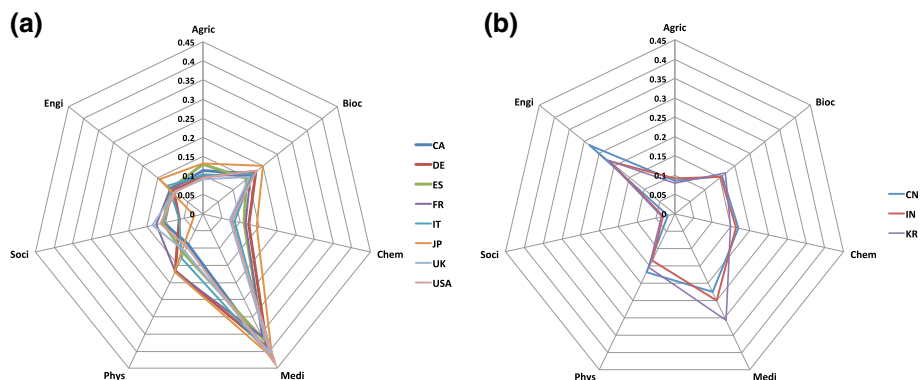 (a)
Agric
0.45
0.4
0.35
0.3
0.25
0.2
0.15
0.1
0.05
0
Engi
Bioc
Soci
Chem
Phys
Medi
CA
DE
ES
FR
IT
JP
UK
USA
(b)
Agric
0.45
0.4
0.35
0.3
0.25
0.2
0.15
0.1
0.05
0
Engi
Bioc
Soci
Chem
Phys
Medi
CN
IN
KR